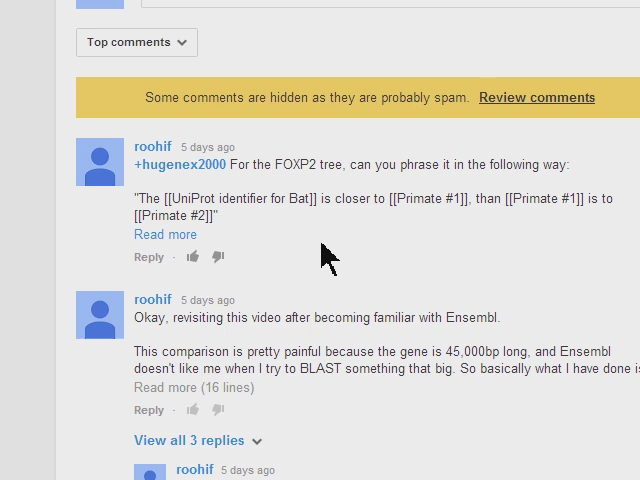 Top comments
Some comments are hidden as they are probably spam. Review comments
roohif 5 days ago
+hugenex2000 For the FOXP2 tree, can you phrase it in the following way:
"The [[UniProt identifier for Bat]] is closer to [[Primate #1]], than [[Primate #1]] is to
[[Primate #2]]"
Read more
Reply ·
roohif 5 days ago
Okay, revisiting this video after becoming familiar with Ensembl.
This comparison is pretty painful because the gene is 45,000bp long, and Ensembl
doesn't like me when I try to BLAST something that big. So basically what I have done
Read more (16 lines)
Reply ·
View all 3 replies
roohif 5 days ago